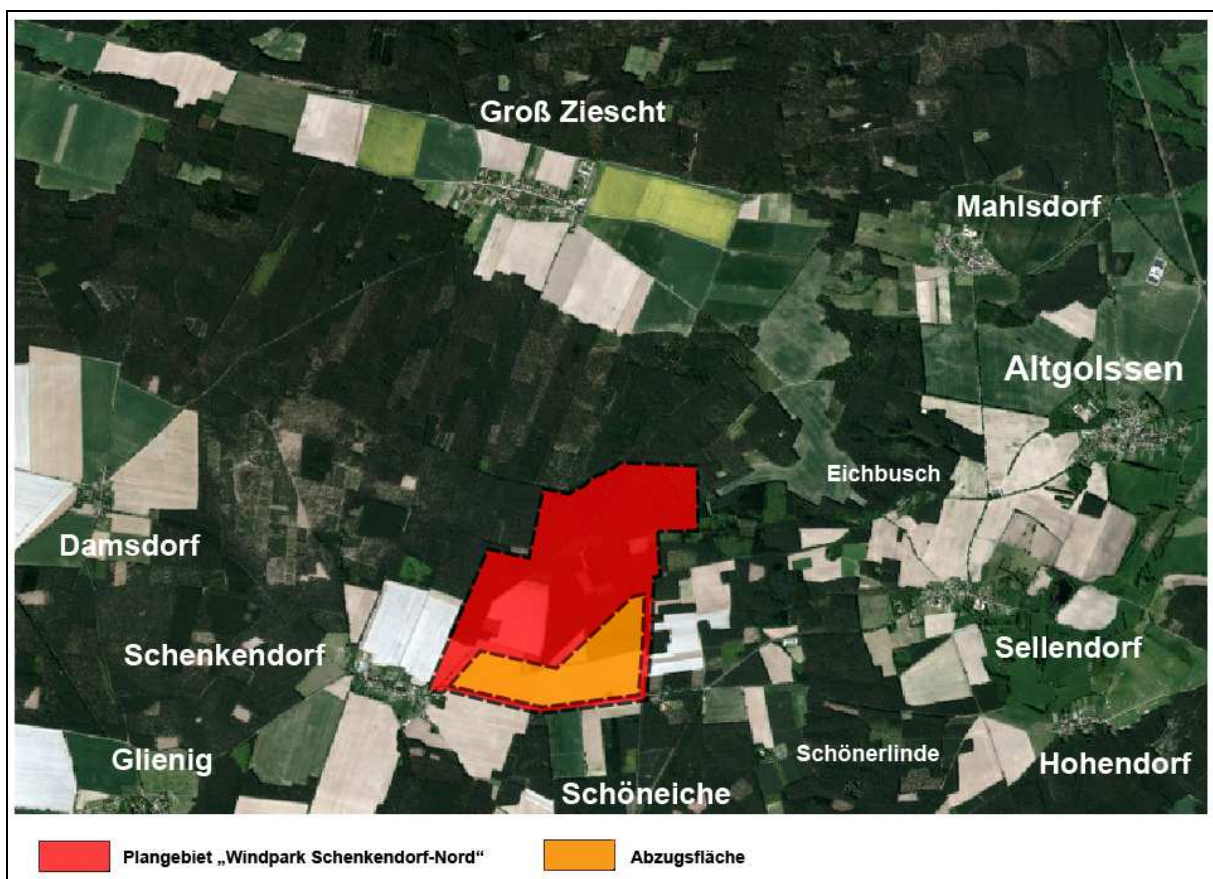 Groß Ziescht
Mahlsdorf
Altgolssen
Eichbusch
Damsdorf
Schenkendorf
Sellendorf
Glienig
Schönerlinde
Hohendorf
Schöneiche
Plangebiet „Windpark Schenkendorf-Nord“
Abzugsfläche